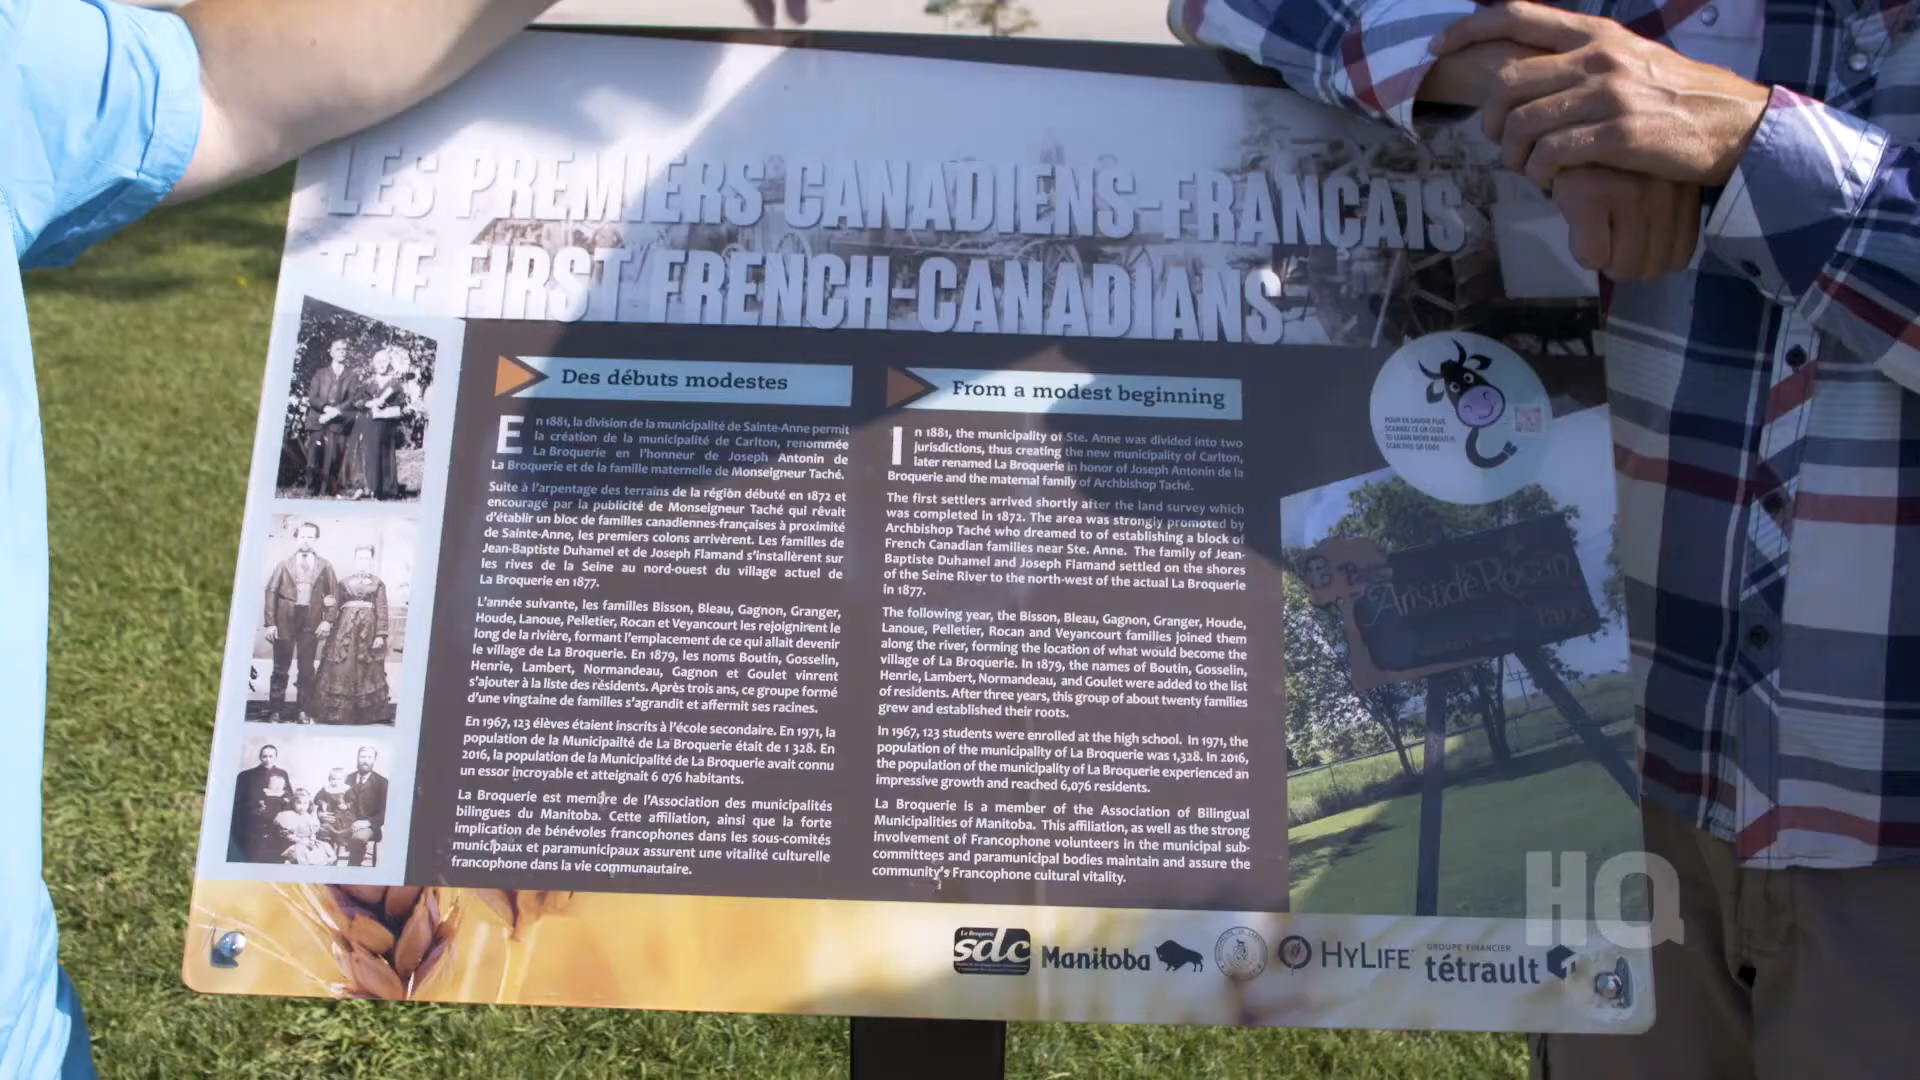 LES PREMIERS CANADIENS-FRANÇAIS
THE FIRST FRENCH-CANADIANS
Des débuts modestes
En 1881, la division de la municipalité de Sainte-Anne permit
la création de la municipalité de Carlton, renommée
La Broquerie en l'honneur de Joseph Antonin de
La Broquerie et de la famille maternelle de Monseigneur Taché.
Suite à l'arpentage des terrains de la région débuté en 1872 et
encouragé par la publicité de Monseigneur Taché qui rêvait
d'établir un bloc de familles canadiennes-françaises à proximité
de Sainte-Anne, les premiers colons arrivèrent. Les familles de
Jean-Baptiste Duhamel et de Joseph Flamand s'installèrent sur
les rives de la Seine au nord-ouest du village actuel de
La Broquerie en 1877.
L'année suivante, les familles Bisson, Bleau, Gagnon, Granger,
Houde, Lanoue, Pelletier, Rocan et Veyancourt les rejoignirent le
long de la rivière, formant l'emplacement de ce qui allait devenir
le village de La Broquerie. En 1879, les noms Boutin, Gosselin,
Henrie, Lambert, Normandeau, Gagnon et Goulet vinrent
s'ajouter à la liste des résidents. Après trois ans, ce groupe formé
d'une vingtaine de familles s'agrandit et affermit ses racines.
En 1967, 123 élèves étaient inscrits à l'école secondaire. En 1971, la
population de la Municipailté de La Broquerie était de 1 328. En
2016, la population de la Municipalité de La Broquerie avait connu
un essor incroyable et atteignait 6 076 habitants.
La Broquerie est membre de l'Association des municipalités
bilingues du Manitoba. Cette affiliation, ainsi que la forte
implication de bénévoles francophones dans les sous-comités
municipaux et paramunicipaux assurent une vitalité culturelle
francophone dans la vie communautaire.
From a modest beginning
In 1881, the municipality of Ste. Anne was divided into two
jurisdictions, thus creating the new municipality of Carlton,
later renamed La Broquerie in honor of Joseph Antonin de la
Broquerie and the maternal family of Archbishop Taché.
The first settlers arrived shortly after the land survey which
was completed in 1872. The area was strongly promoted by
Archbishop Taché who dreamed to of establishing a block of
French Canadian families near Ste. Anne. The family of Jean-
Baptiste Duhamel and Joseph Flamand settled on the shores
of the Seine River to the north-west of the actual La Broquerie
in 1877.
The following year, the Bisson, Bleau, Gagnon, Granger, Houde,
Lanoue, Pelletier, Rocan and Veyancourt families joined them
along the river, forming the location of what would become the
village of La Broquerie. In 1879, the names of Boutin, Gosselin,
Henrie, Lambert, Normandeau, and Goulet were added to the list
of residents. After three years, this group of about twenty families
grew and established their roots.
In 1967, 123 students were enrolled at the high school. In 1971, the
population of the municipality of La Broquerie was 1,328. In 2016,
the population of the municipality of La Broquerie experienced an
impressive growth and reached 6,076 residents.
La Broquerie is a member of the Association of Bilingual
Municipalities of Manitoba. This affiliation, as well as the strong
involvement of Francophone volunteers in the municipal sub-
committees and paramunicipal bodies maintain and assure the
community's Francophone cultural vitality.
POUR EN SAVOIR PLUS,
SCANNEZ CE QR CODE
TO LEARN MORE ABOUT IT,
SCAN THIS QR CODE
Aristide Rocan
Park
La Broquerie
sdc
Manitoba
HYLIFE
GROUPE FINANCIER
tétrault
HQ